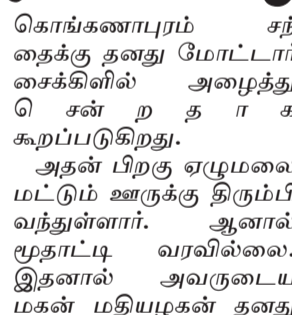 கொங்கணாபுரம் சந்
தைக்கு தனது மோட்டார்
சைக்கிளில் அழைத்து
செ ன் ற தா க
கூறப்படுகிறது.
அதன் பிறகு ஏழுமலை
மட்டும் ஊருக்கு திரும்பி
வந்துள்ளார். ஆனால்
மூதாட்டி வரவில்லை.
இதனால் அவருடைய
மகன் மதியழகன் தனது